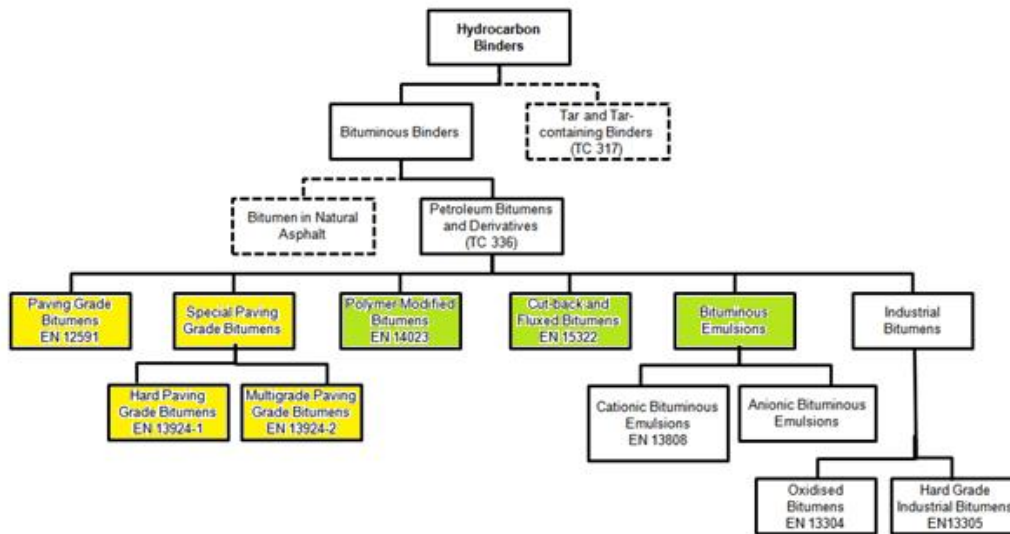 Hydrocarbon
Binders
Bituminous Binders
Tar and Tar-
containing Binders
(TC 317)
Bitumen in Natural
Asphalt
Petroleum Bitumens
and Derivatives
(TC 336)
Paving Grade
Bitumens
EN 12591
Special Paving
Grade Bitumens
Polymer Modified
Bitumens
EN 14023
Cut-back and
Fluxed Bitumens
EN 15322
Bituminous
Emulsions
Industrial
Bitumens
Hard Paving
Grade Bitumens
EN 13924-1
Multigrade Paving
Grade Bitumens
EN 13924-2
Cationic Bituminous
Emulsions
EN 13808
Anionic Bituminous
Emulsions
Oxidised
Bitumens
EN 13304
Hard Grade
Industrial Bitumens
EN13305